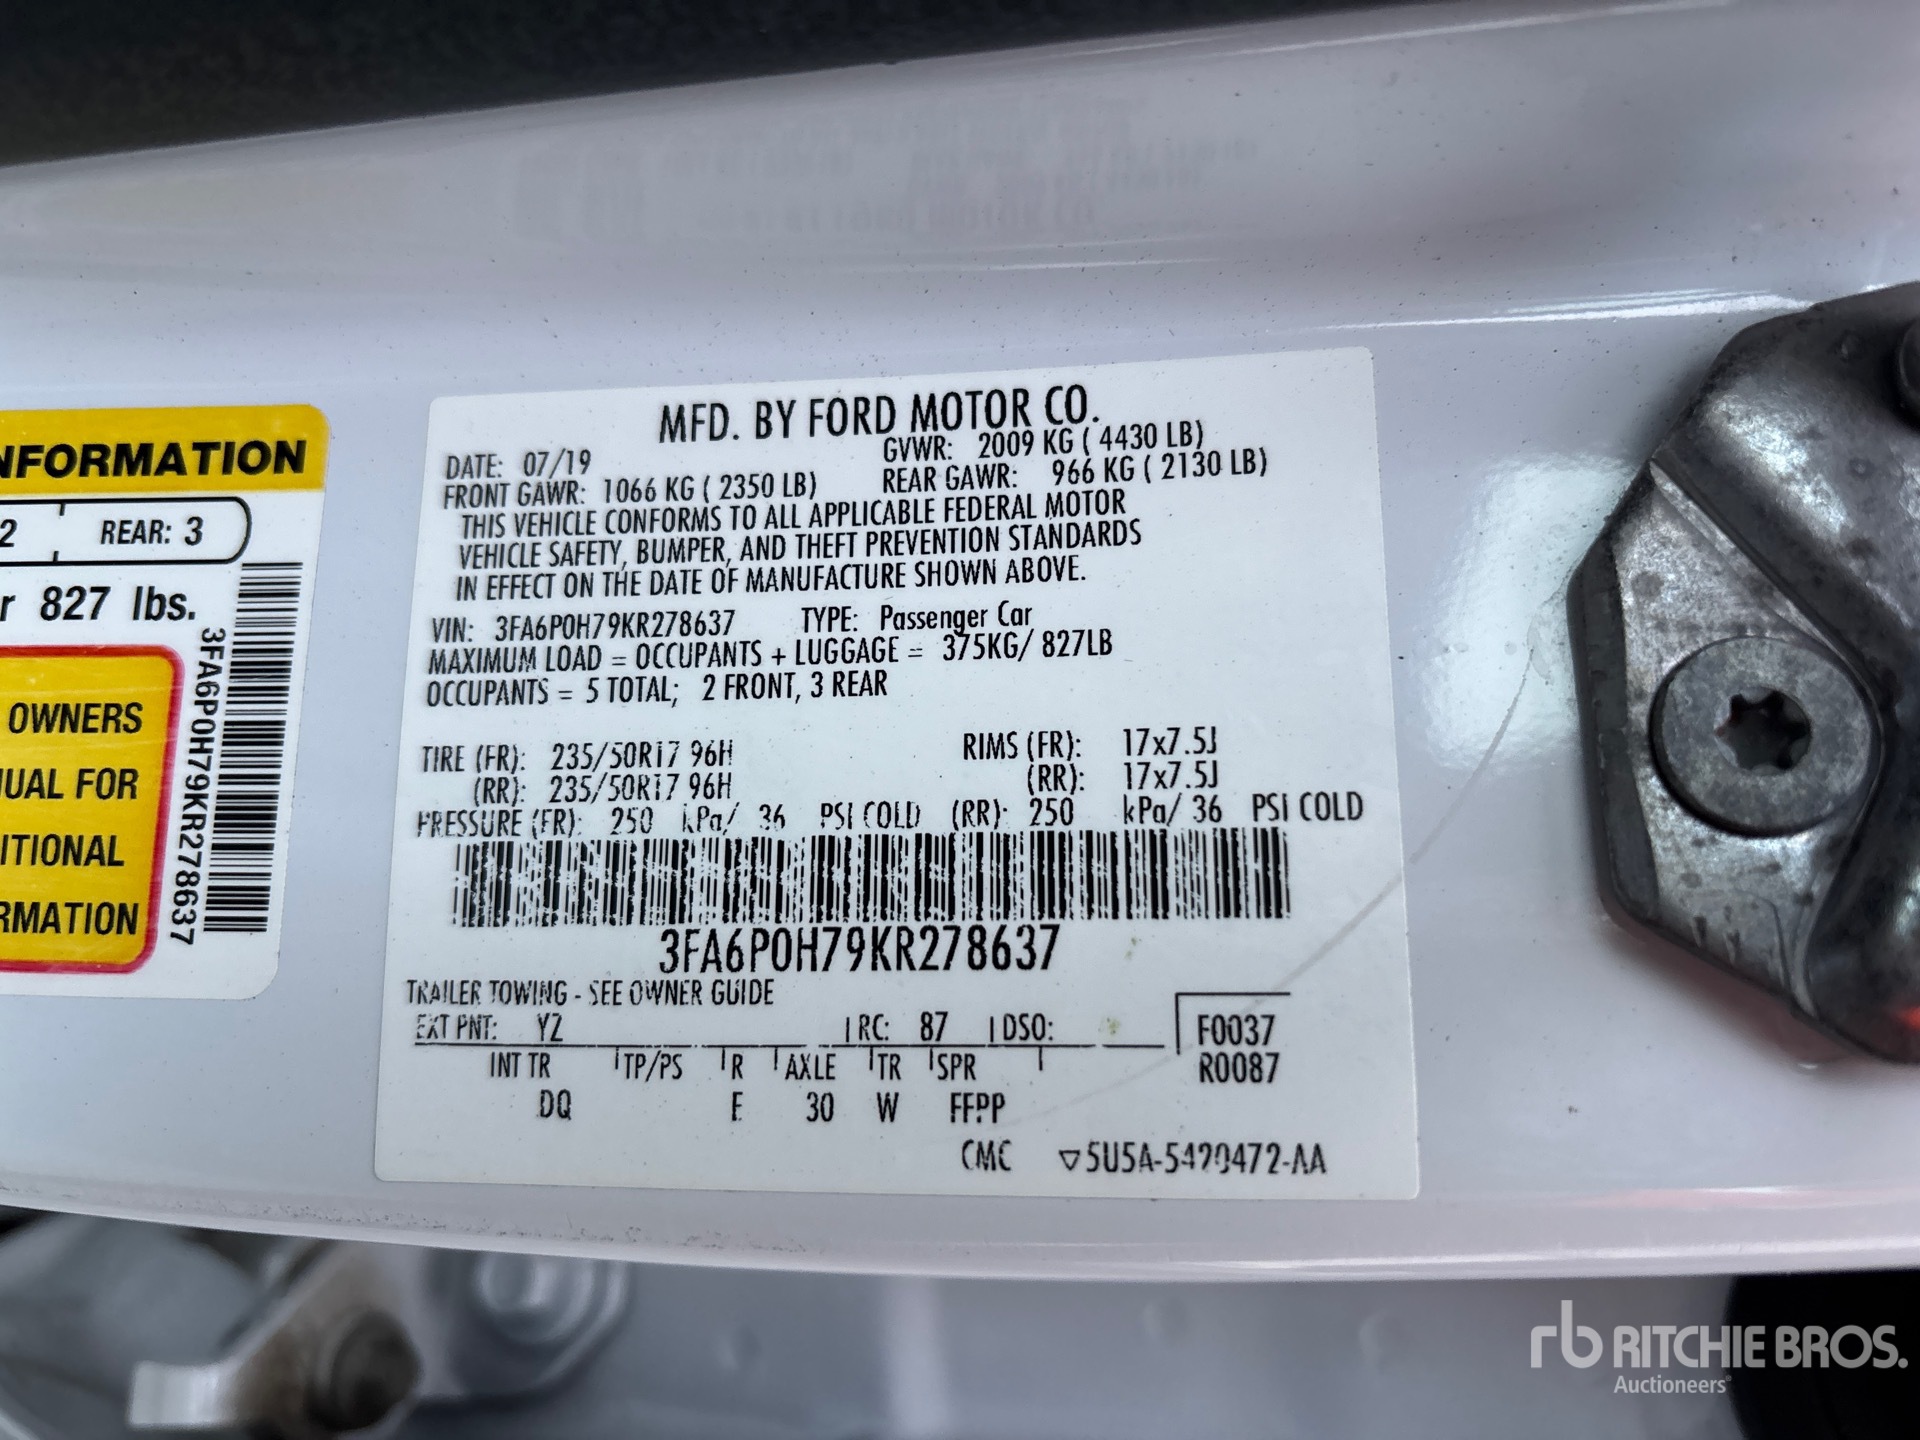 NFORMATION
2 REAR: 3
r 827 lbs.
OWNERS
UAL FOR
ITIONAL
RMATION
3FA6P0H79KR278637
MFD. BY FORD MOTOR CO.
DATE: 07/19 GVWR: 2009 KG ( 4430 LB)
FRONT GAWR: 1066 KG ( 2350 LB) REAR GAWR: 966 KG ( 2130 LB)
THIS VEHICLE CONFORMS TO ALL APPLICABLE FEDERAL MOTOR
VEHICLE SAFETY, BUMPER, AND THEFT PREVENTION STANDARDS
IN EFFECT ON THE DATE OF MANUFACTURE SHOWN ABOVE.
VIN: 3FA6P0H79KR278637 TYPE: Passenger Car
MAXIMUM LOAD = OCCUPANTS + LUGGAGE = 375KG/ 827LB
OCCUPANTS = 5 TOTAL; 2 FRONT, 3 REAR
TIRE (FR): 235/50R17 96H RIMS (FR): 17x7.5J
(RR): 235/50R17 96H (RR): 17x7.5J
PRESSURE (FR): 250 kPa/ 36 PSI COLD (RR): 250 kPa/ 36 PSI COLD
3FA6P0H79KR278637
TRAILER TOWING - SEE OWNER GUIDE
EXT PNT: YZ RC: 87 DSO: F0037
INT TR TP/PS R AXLE TR SPR R0087
DQ E 30 W FFPP
CMC ▽5U5A-5420472-AA
rb RITCHIE BROS.
Auctioneers